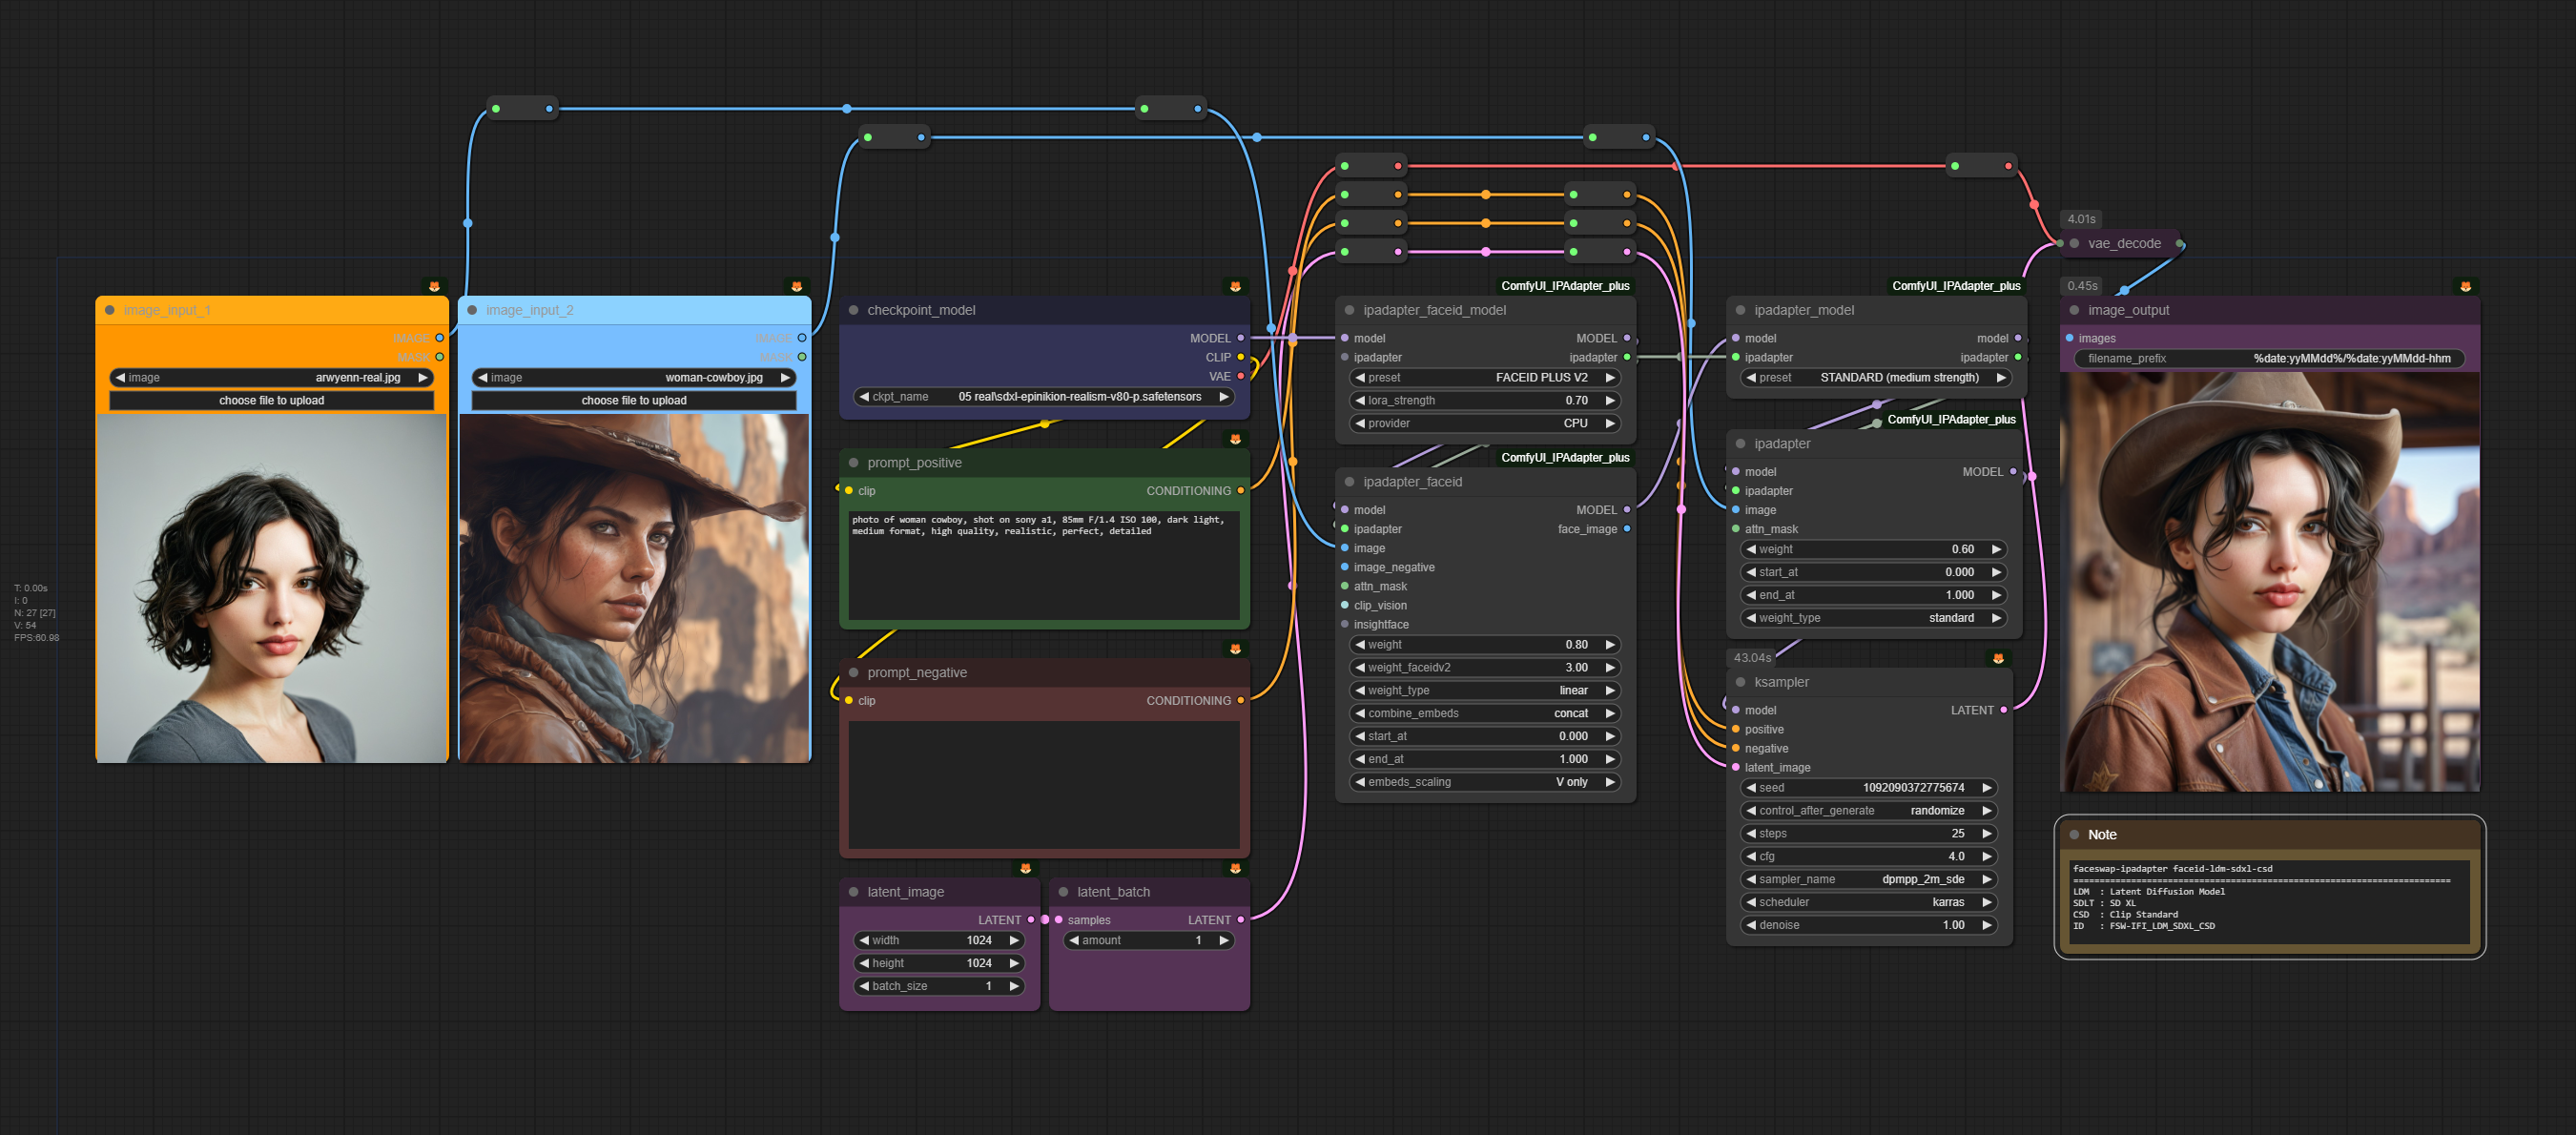 4.01s
vae_decode
0.45s
ComfyUI_IPAdapter_plus
ComfyUI_IPAdapter_plus
image_input_1
IMAGE
MASK
image arwyenn-real.jpg
choose file to upload
image_input_2
IMAGE
MASK
image woman-cowboy.jpg
choose file to upload
checkpoint_model
MODEL
CLIP
VAE
ckpt_name 05 real\sdxl-epinikion-realism-v80-p.safetensors
prompt_positive
clip CONDITIONING
photo of woman cowboy, shot on sony a1, 85mm F/1.4 ISO 100, dark light,
medium format, high quality, realistic, perfect, detailed
prompt_negative
clip CONDITIONING
latent_image
LATENT
width 1024
height 1024
batch_size 1
latent_batch
samples LATENT
amount 1
ipadapter_faceid_model
model MODEL
ipadapter ipadapter
preset FACEID PLUS V2
lora_strength 0.70
provider CPU
ComfyUI_IPAdapter_plus
ipadapter_faceid
model MODEL
ipadapter face_image
image
image_negative
attn_mask
clip_vision
insightface
weight 0.80
weight_faceidv2 3.00
weight_type linear
combine_embeds concat
start_at 0.000
end_at 1.000
embeds_scaling V only
ipadapter_model
model model
ipadapter ipadapter
preset STANDARD (medium strength)
ComfyUI_IPAdapter_plus
ipadapter
model MODEL
ipadapter
image
attn_mask
weight 0.60
start_at 0.000
end_at 1.000
weight_type standard
43.04s
ksampler
model LATENT
positive
negative
latent_image
seed 1092090372775674
control_after_generate randomize
steps 25
cfg 4.0
sampler_name dpmpp_2m_sde
scheduler karras
denoise 1.00
image_output
images
filename_prefix %date:yyMMdd%/%date:yyMMdd-hhm
Note
faceswap-ipadapter faceid-ldm-sdxl-csd
================================================================================
LDM : Latent Diffusion Model
SDLT : SD XL
CSD : Clip Standard
ID : FSW-IFI_LDM_SDXL_CSD
T: 0.00s
I: 0
N: 27 [27]
V: 54
FPS:60.98